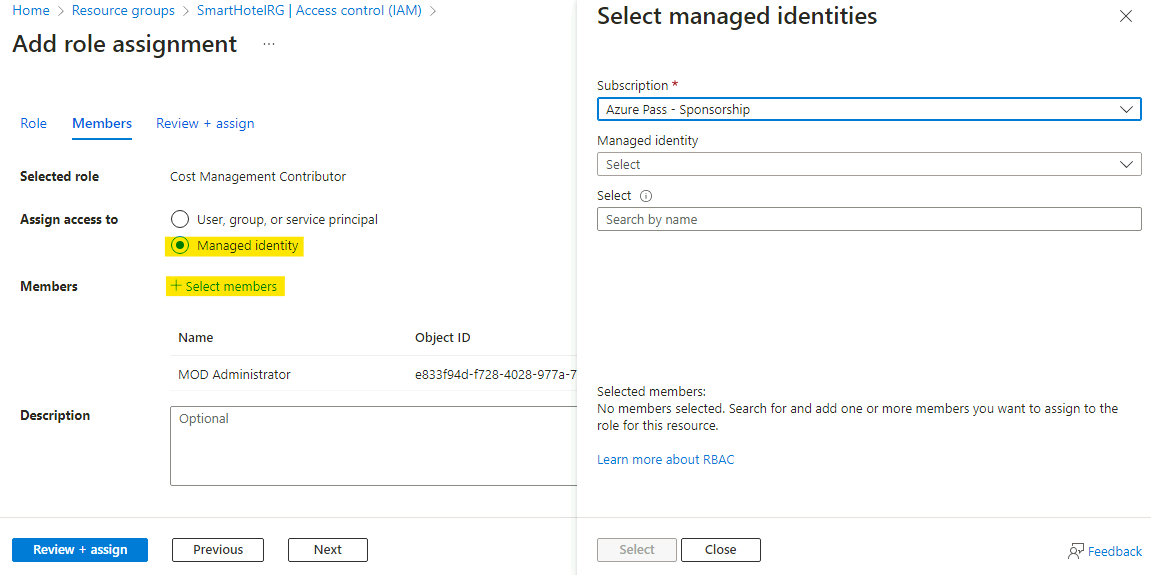 Home > Resource groups > SmartHotelRG | Access control (IAM) >
Add role assignment ...
Role Members Review + assign
Selected role Cost Management Contributor
Assign access to User, group, or service principal
Managed identity
Members + Select members
Name Object ID
MOD Administrator e833f94d-f728-4028-977a-7
Description Optional
Review + assign Previous Next
Select managed identities
Subscription *
Azure Pass - Sponsorship
Managed identity
Select
Select
Search by name
Selected members:
No members selected. Search for and add one or more members you want to assign to the
role for this resource.
Learn more about RBAC
Select Close Feedback